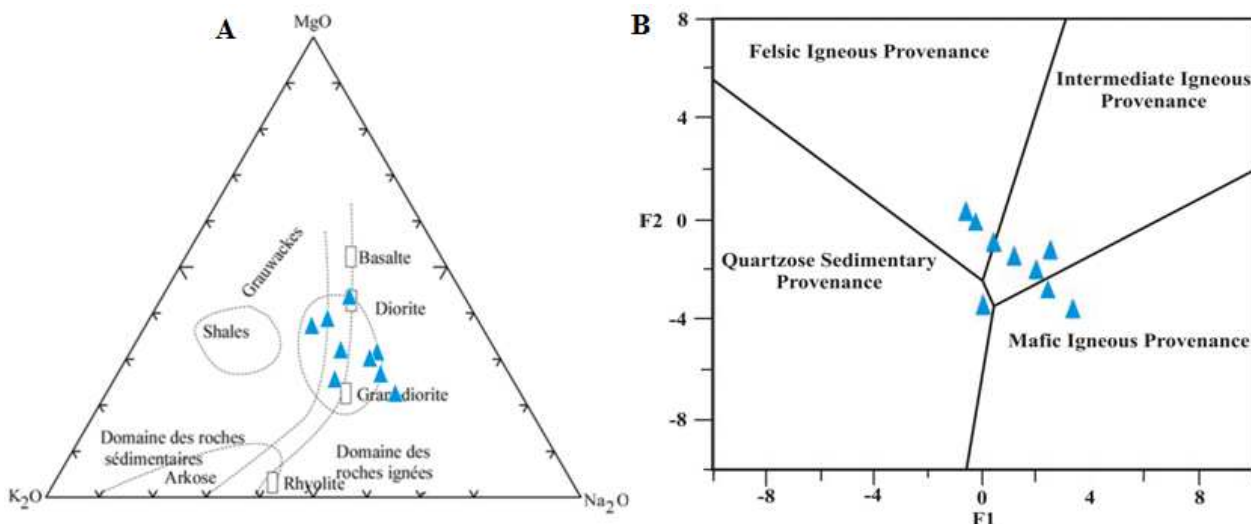 A
MgO
Grauwackes
Basalte
Diorite
Shales
Granodiorite
Domaine des roches
sédimentaires
Arkose
Domaine des
roches ignées
Rhyolite
K2O
Na2O
B
8
4
F2
0
-4
-8
Felsic Igneous Provenance
Intermediate Igneous
Provenance
Quartzose Sedimentary
Provenance
Mafic Igneous Provenance
-8
-4
0
4
8
F1